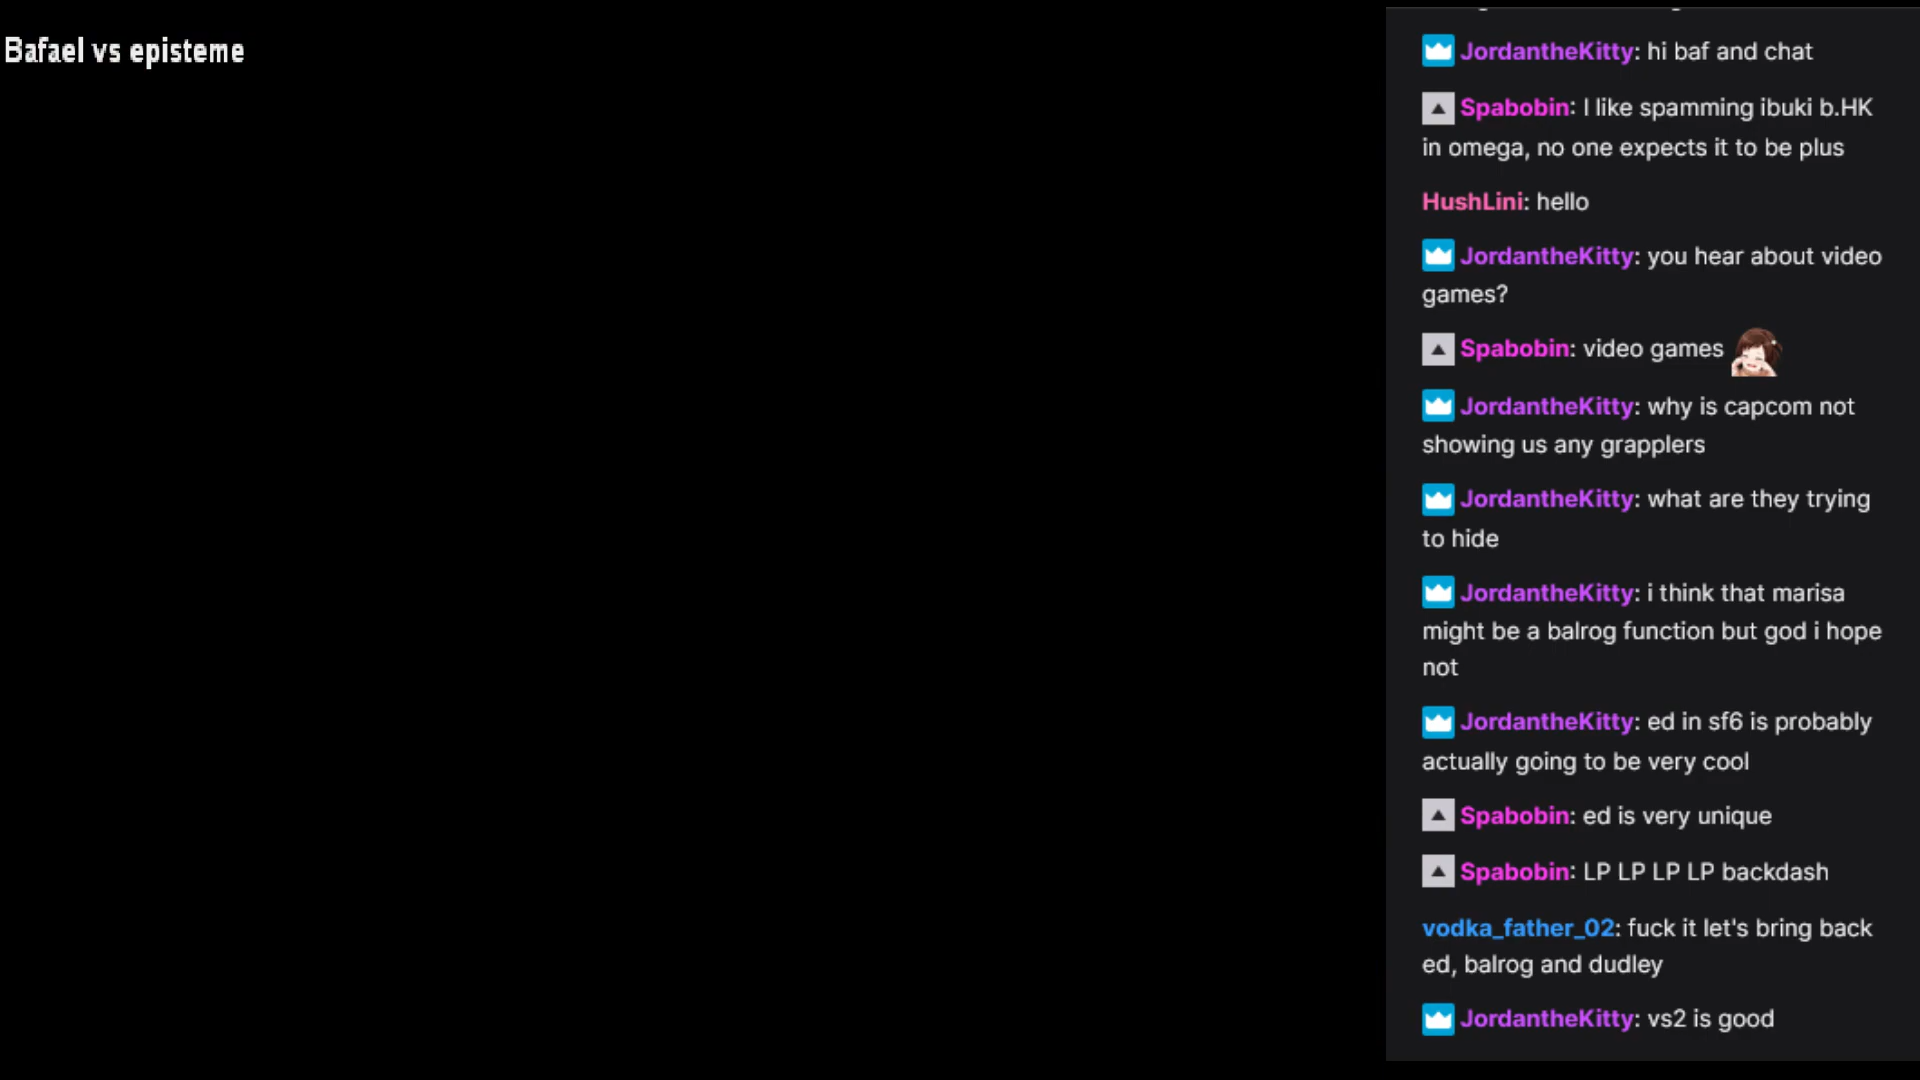 Bafael vs episteme
JordantheKitty: hi baf and chat
Spabobin: I like spamming ibuki b.HK
in omega, no one expects it to be plus
HushLini: hello
JordantheKitty: you hear about video
games?
Spabobin: video games
JordantheKitty: why is capcom not
showing us any grapplers
JordantheKitty: what are they trying
to hide
JordantheKitty: i think that marisa
might be a balrog function but god i hope
not
JordantheKitty: ed in sf6 is probably
actually going to be very cool
Spabobin: ed is very unique
Spabobin: LP LP LP LP backdash
vodka_father_02: fuck it let's bring back
ed, balrog and dudley
JordantheKitty: vs2 is good